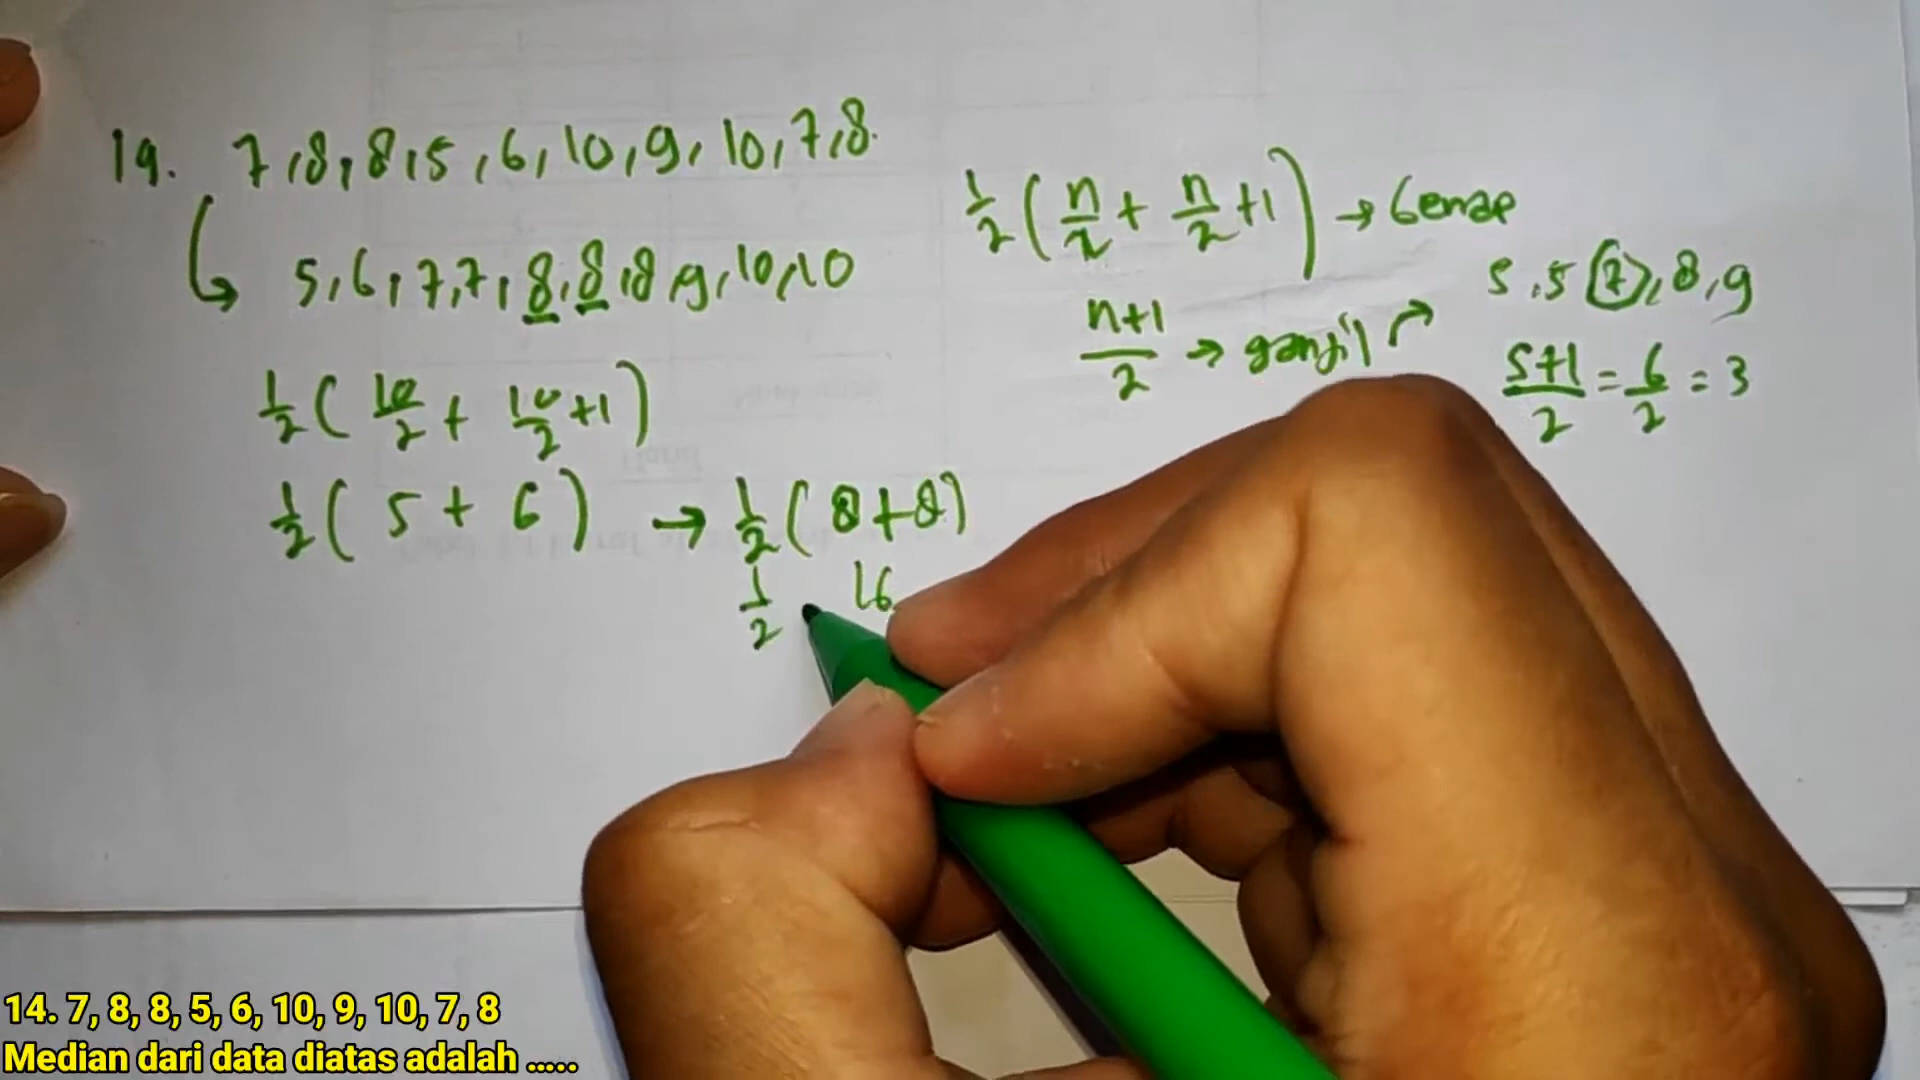 14. 7,8,8,5,6,10,9,10,7,8.
5,6,7,7,8,8,8,9,10,10
1/2 ( 10/2 + 10/2 +1 )
1/2 ( 5 + 6 ) → 1/2 ( 8+8 )
1/2 16
1/2 ( n/2 + n/2 +1 ) → Genap
n+1/2 → ganjil
5,5,7,8,9
5+1/2 = 6/2 = 3
14. 7, 8, 8, 5, 6, 10, 9, 10, 7, 8
Median dari data diatas adalah .....